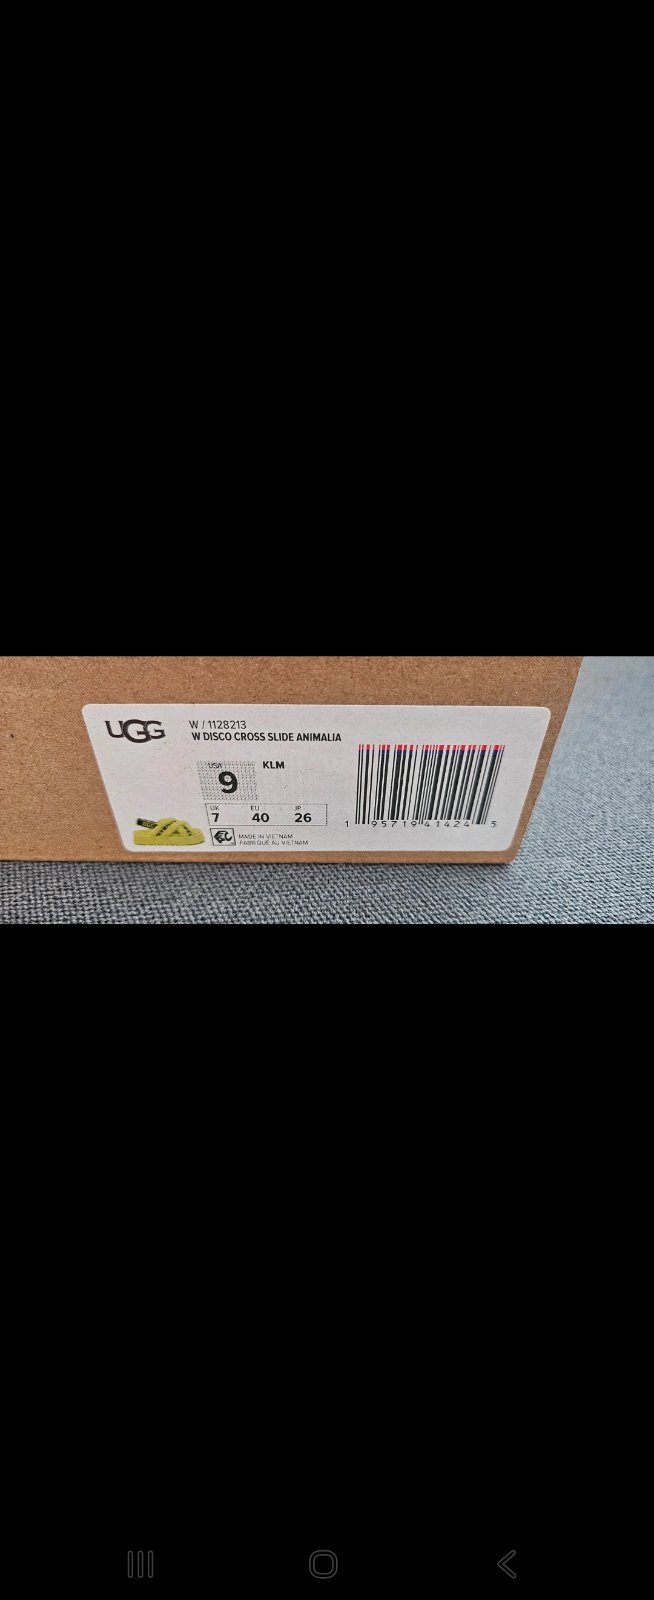 UGG
W / 1128213
W DISCO CROSS SLIDE ANIMALIA
USA
9
KLM
UK EU JP
7 40 26
MADE IN VIETNAM
FABRIQUÉ AU VIETNAM
1 95719 41424 5